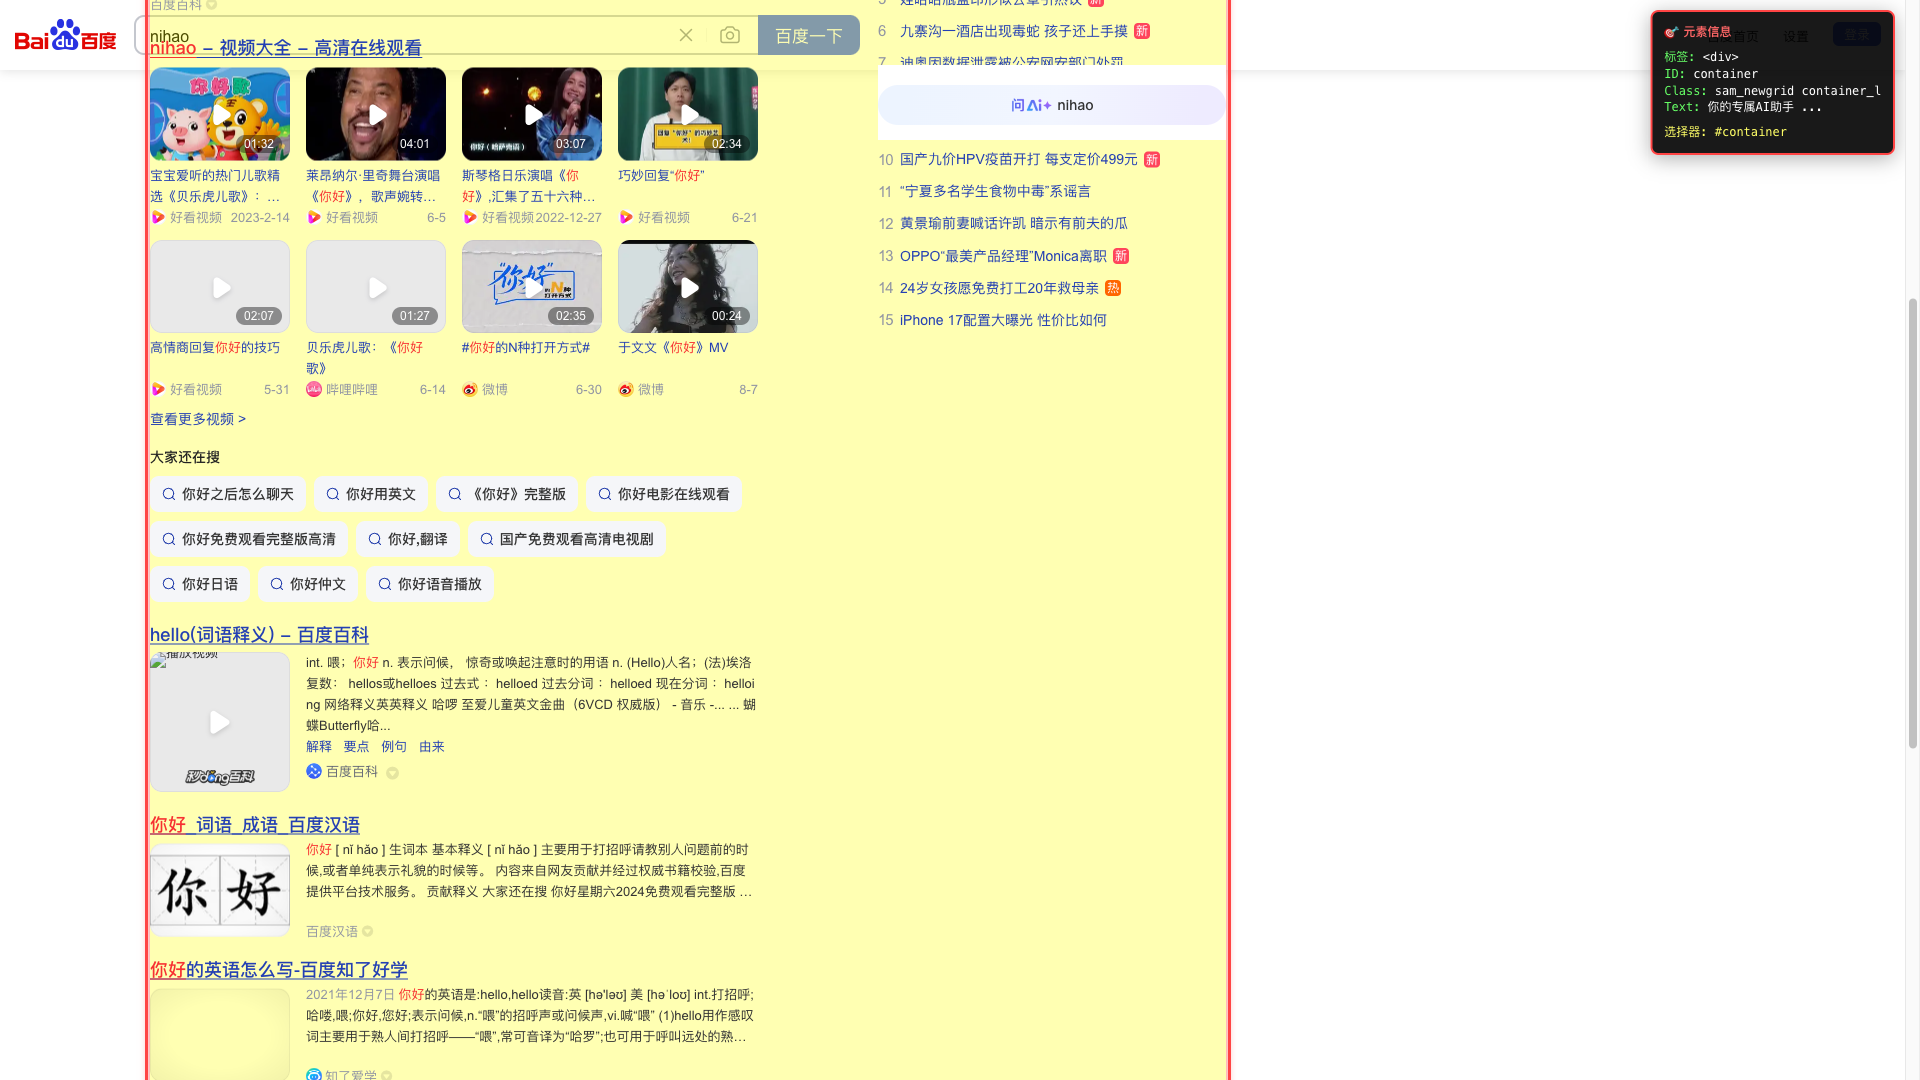 百度百科
Bai du 百度
nihao
百度一下
nihao - 视频大全 - 高清在线观看
01:32
04:01
03:07
02:34
宝宝爱听的热门儿歌精选《贝乐虎儿歌》：...
莱昂纳尔·里奇舞台演唱《你好》，歌声婉转...
斯琴格日乐演唱《你好》,汇集了五十六种...
巧妙回复“你好”
好看视频 2023-2-14
好看视频 6-5
好看视频 2022-12-27
好看视频 6-21
02:07
01:27
02:35
00:24
高情商回复你好的技巧
贝乐虎儿歌：《你好歌》
#你好的N种打开方式#
于文文《你好》MV
好看视频 5-31
哔哩哔哩 6-14
微博 6-30
微博 8-7
查看更多视频 >
大家还在搜
你好之后怎么聊天
你好用英文
《你好》完整版
你好电影在线观看
你好免费观看完整版高清
你好,翻译
国产免费观看高清电视剧
你好日语
你好仲文
你好语音播放
hello(词语释义) - 百度百科
播放视频
秒dǒng百科
int. 喂；你好 n. 表示问候， 惊奇或唤起注意时的用语 n. (Hello)人名；(法)埃洛
复数： hellos或helloes 过去式 ：helloed 过去分词 ：helloed 现在分词 ：helloi
ng 网络释义英英释义 哈啰 至爱儿童英文金曲（6VCD 权威版） - 音乐 -... ... 蝴
蝶Butterfly哈...
解释 要点 例句 由来
百度百科
你好_词语_成语_百度汉语
你好
你好 [ nǐ hǎo ] 生词本 基本释义 [ nǐ hǎo ] 主要用于打招呼请教别人问题前的时
候,或者单纯表示礼貌的时候等。 内容来自网友贡献并经过权威书籍校验,百度
提供平台技术服务。 贡献释义 大家还在搜 你好星期六2024免费观看完整版 ...
百度汉语
你好的英语怎么写-百度知了好学
2021年12月7日 你好的英语是:hello,hello读音:英 [hə'ləʊ] 美 [həˈloʊ] int.打招呼;
哈喽,喂;你好,您好;表示问候,n.“喂”的招呼声或问候声,vi.喊“喂” (1)hello用作感叹
词主要用于熟人间打招呼——“喂”,常可音译为“哈罗”;也可用于呼叫远处的熟...
知了爱学
6 九寨沟一酒店出现毒蛇 孩子还上手摸 新
7 迪奥因数据泄露被公安网安部门处罚
问Ai+ nihao
10 国产九价HPV疫苗开打 每支定价499元 新
11 “宁夏多名学生食物中毒”系谣言
12 黄景瑜前妻喊话许凯 暗示有前夫的瓜
13 OPPO“最美产品经理”Monica离职 新
14 24岁女孩愿免费打工20年救母亲 热
15 iPhone 17配置大曝光 性价比如何
元素信息
标签: <div>
ID: container
Class: sam_newgrid container_l
Text: 你的专属AI助手 ...
选择器: #container
首页
设置
登录